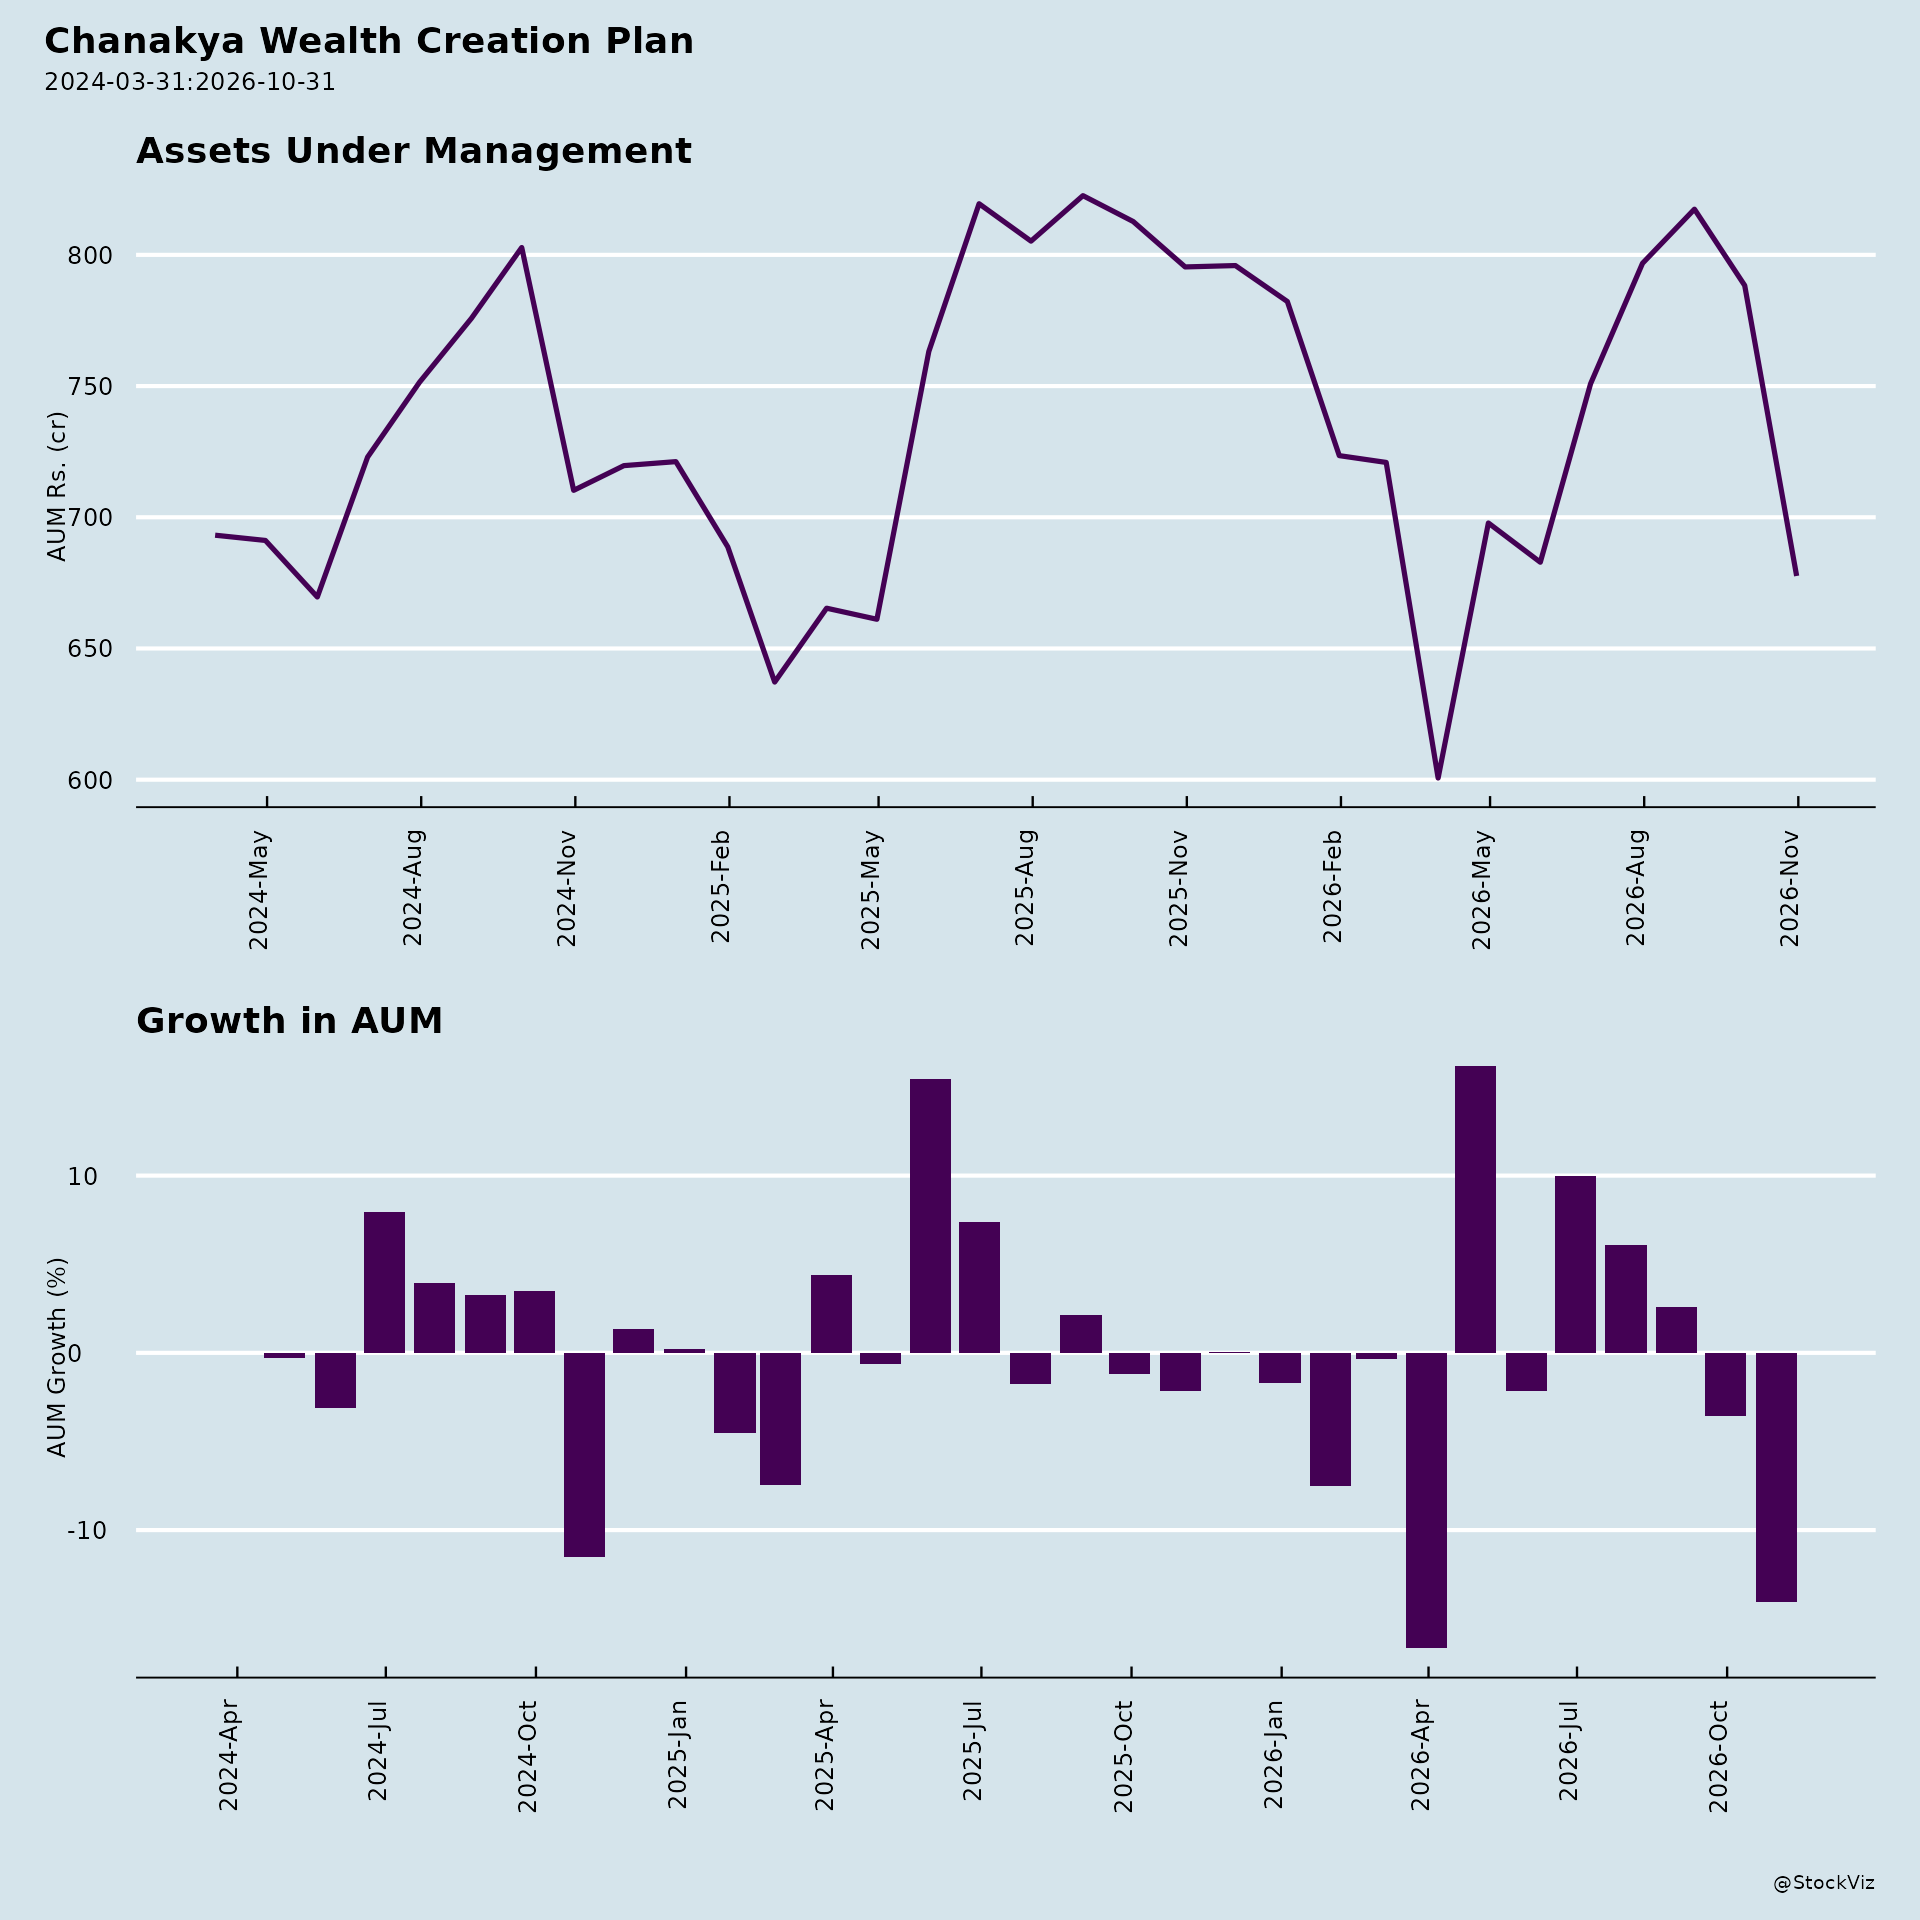 Chanakya Wealth Creation Plan
2024-03-31:2026-10-31
Assets Under Management
AUM Rs. (cr)
800
750
700
650
600
2024-May
2024-Aug
2024-Nov
2025-Feb
2025-May
2025-Aug
2025-Nov
2026-Feb
2026-May
2026-Aug
2026-Nov
Growth in AUM
AUM Growth (%)
10
0
-10
2024-Apr
2024-Jul
2024-Oct
2025-Jan
2025-Apr
2025-Jul
2025-Oct
2026-Jan
2026-Apr
2026-Jul
2026-Oct
@StockViz